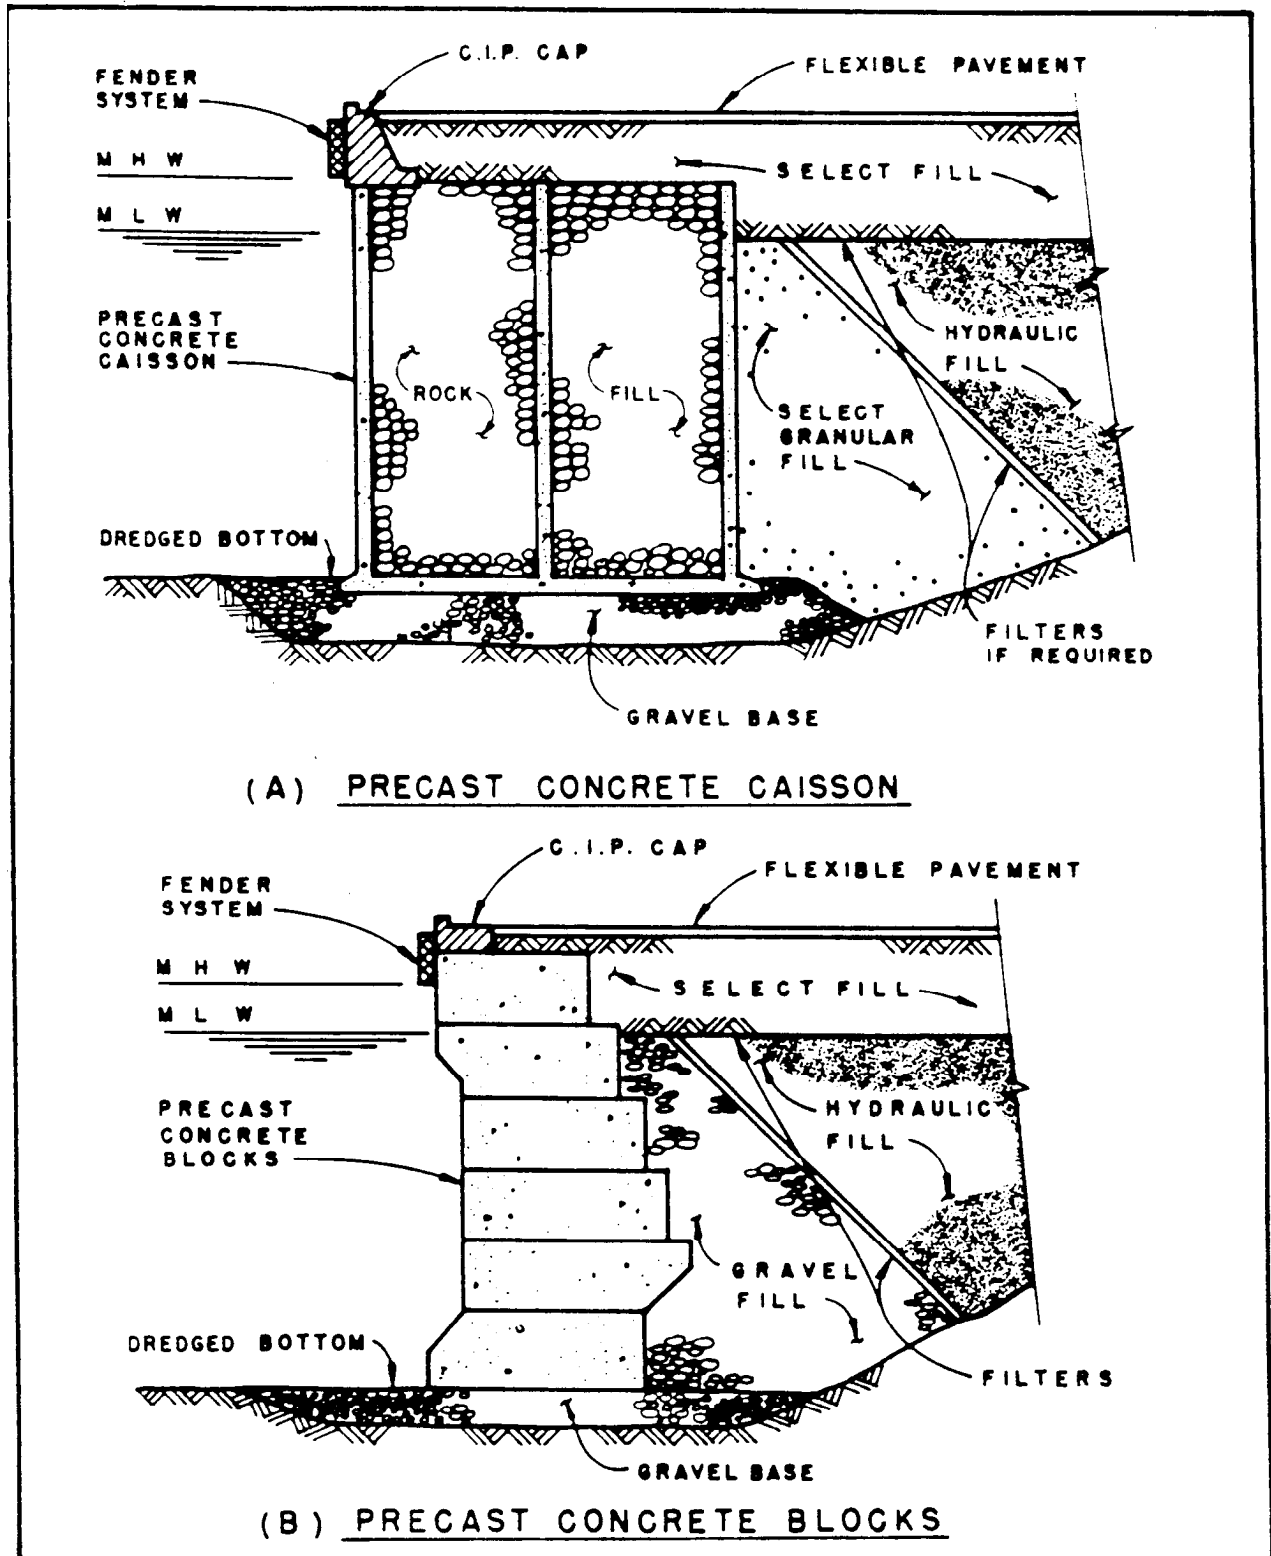 C.I.P. CAP
FENDER
SYSTEM
FLEXIBLE PAVEMENT
M H W
SELECT FILL
M L W
PRECAST
CONCRETE
CAISSON
HYDRAULIC
FILL
ROCK
FILL
SELECT
GRANULAR
FILL
DREDGED BOTTOM
FILTERS
IF REQUIRED
GRAVEL BASE
(A) PRECAST CONCRETE CAISSON
C.I.P. CAP
FLEXIBLE PAVEMENT
FENDER
SYSTEM
M H W
SELECT FILL
M L W
PRECAST
CONCRETE
BLOCKS
HYDRAULIC
FILL
GRAVEL
FILL
DREDGED BOTTOM
FILTERS
GRAVEL BASE
(B) PRECAST CONCRETE BLOCKS